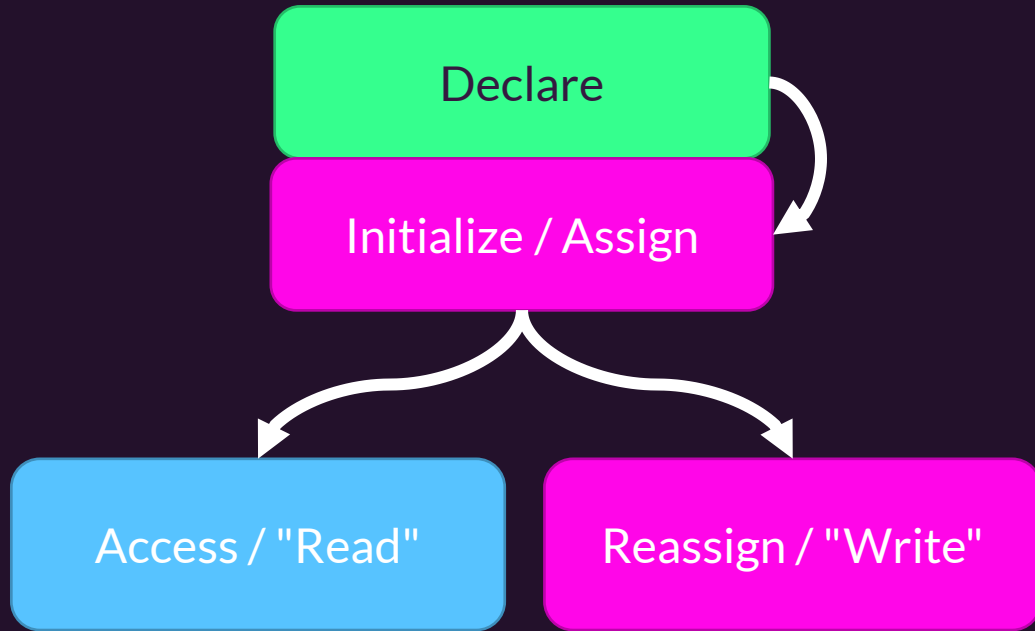 Declare
Initialize / Assign
Access / "Read"
Reassign / "Write"